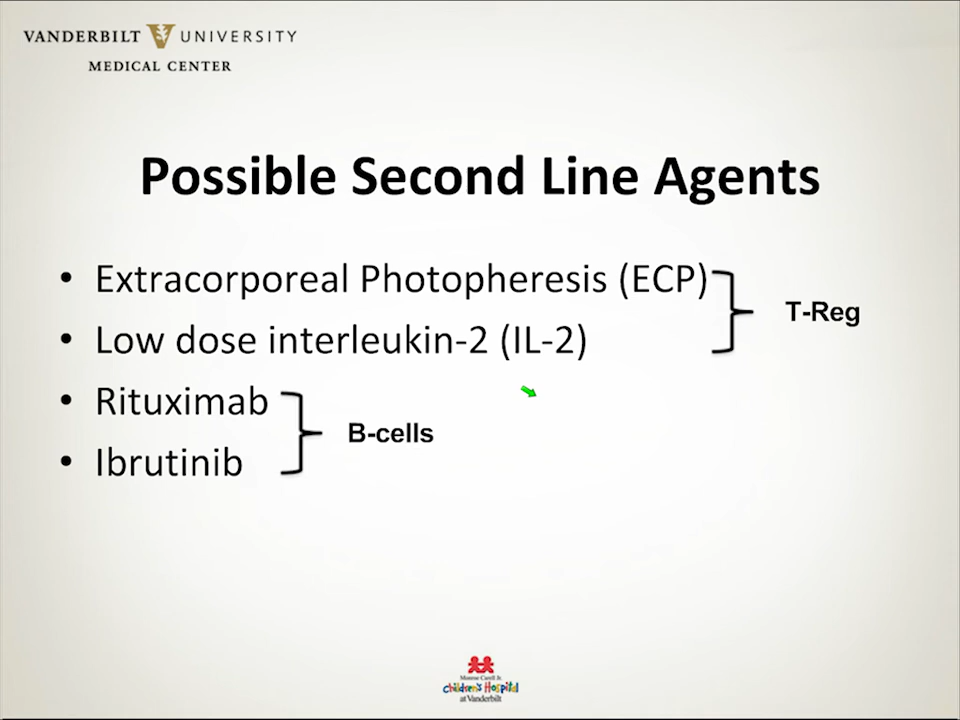 VANDERBILT UNIVERSITY
MEDICAL CENTER
Possible Second Line Agents
• Extracorporeal Photopheresis (ECP)
• Low dose interleukin-2 (IL-2)
T-Reg
• Rituximab
• Ibrutinib
B-cells
Monroe Carell Jr.
Children's Hospital
at Vanderbilt